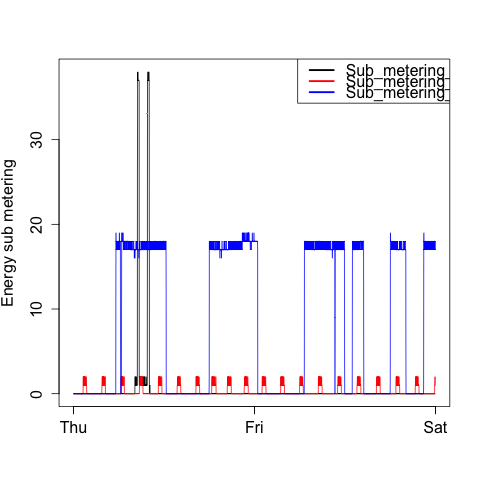 Sub_metering_
Sub_metering_
Sub_metering_
Energy sub metering
30
20
10
0
Thu Fri Sat